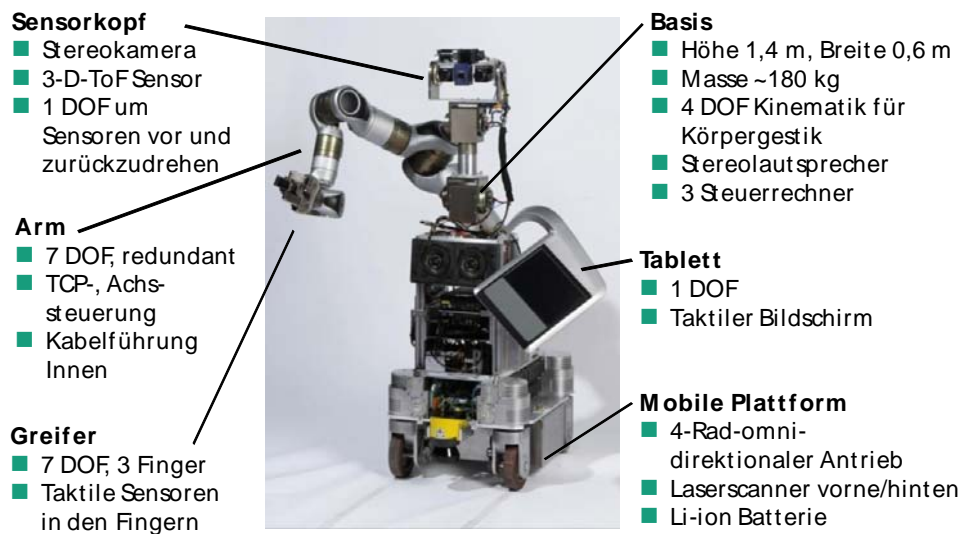 Sensorkopf
Stereokamera
3-D-ToF Sensor
1 DOF um
Sensoren vor und
zurückzudrehen
Arm
7 DOF, redundant
TCP-, Achs-
steuerung
Kabelführung
Innen
Greifer
7 DOF, 3 Finger
Taktile Sensoren
in den Fingern
Basis
Höhe 1,4 m, Breite 0,6 m
Masse ~180 kg
4 DOF Kinematik für
Körpergestik
Stereolautsprecher
3 Steuerrechner
Tablett
1 DOF
Taktiler Bildschirm
Mobile Plattform
4-Rad-omni-
direktionaler Antrieb
Laserscanner vorne/hinten
Li-ion Batterie